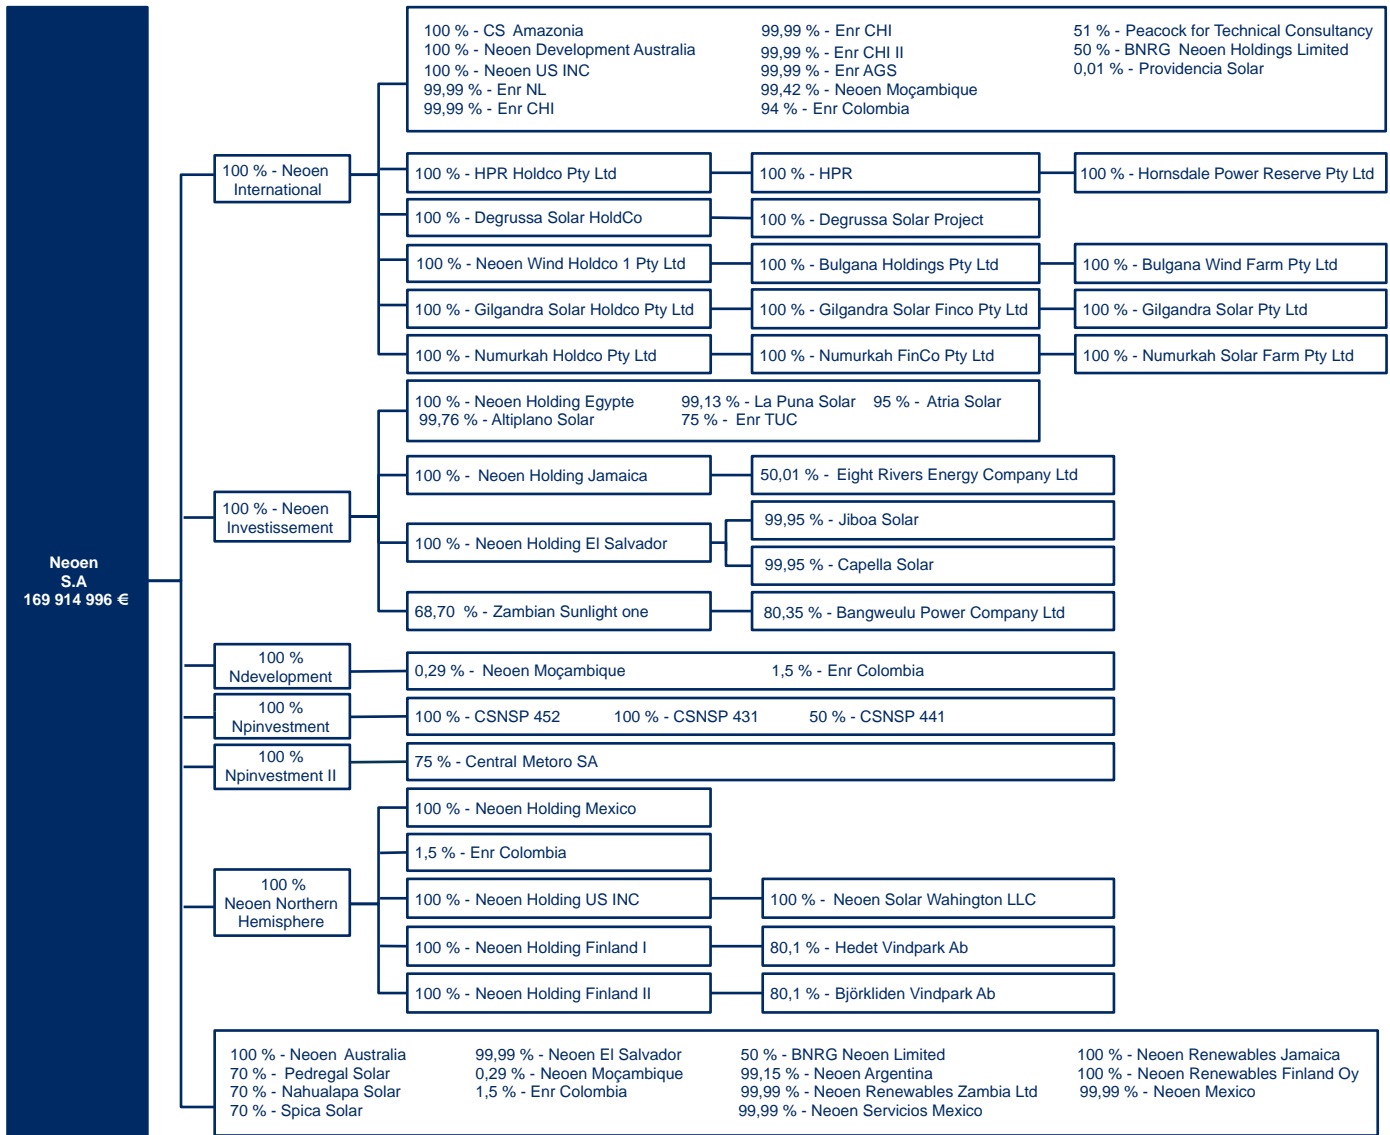 Neoen
S.A
169 914 996 €
100 % - CS Amazonia
100 % - Neoen Development Australia
100 % - Neoen US INC
99,99 % - Enr NL
99,99 % - Enr CHI
99,99 % - Enr CHI
99,99 % - Enr CHI II
99,99 % - Enr AGS
99,42 % - Neoen Moçambique
94 % - Enr Colombia
51 % - Peacock for Technical Consultancy
50 % - BNRG Neoen Holdings Limited
0,01 % - Providencia Solar
100 % - Neoen
International
100 % - HPR Holdco Pty Ltd
100 % - HPR
100 % - Hornsdale Power Reserve Pty Ltd
100 % - Degrussa Solar HoldCo
100 % - Degrussa Solar Project
100 % - Neoen Wind Holdco 1 Pty Ltd
100 % - Bulgana Holdings Pty Ltd
100 % - Bulgana Wind Farm Pty Ltd
100 % - Gilgandra Solar Holdco Pty Ltd
100 % - Gilgandra Solar Finco Pty Ltd
100 % - Gilgandra Solar Pty Ltd
100 % - Numurkah Holdco Pty Ltd
100 % - Numurkah FinCo Pty Ltd
100 % - Numurkah Solar Farm Pty Ltd
100 % - Neoen
Investissement
100 % - Neoen Holding Egypte
99,13 % - La Puna Solar
95 % - Atria Solar
99,76 % - Altiplano Solar
75 % - Enr TUC
100 % - Neoen Holding Jamaica
50,01 % - Eight Rivers Energy Company Ltd
100 % - Neoen Holding El Salvador
99,95 % - Jiboa Solar
99,95 % - Capella Solar
68,70 % - Zambian Sunlight one
80,35 % - Bangweulu Power Company Ltd
100 %
Ndevelopment
0,29 % - Neoen Moçambique
1,5 % - Enr Colombia
100 %
Npinvestment
100 % - CSNSP 452
100 % - CSNSP 431
50 % - CSNSP 441
100 %
Npinvestment II
75 % - Central Metoro SA
100 %
Neoen Northern
Hemisphere
100 % - Neoen Holding Mexico
1,5 % - Enr Colombia
100 % - Neoen Holding US INC
100 % - Neoen Solar Wahington LLC
100 % - Neoen Holding Finland I
80,1 % - Hedet Vindpark Ab
100 % - Neoen Holding Finland II
80,1 % - Björkliden Vindpark Ab
100 % - Neoen Australia
70 % - Pedregal Solar
70 % - Nahualapa Solar
70 % - Spica Solar
99,99 % - Neoen El Salvador
0,29 % - Neoen Moçambique
1,5 % - Enr Colombia
50 % - BNRG Neoen Limited
99,15 % - Neoen Argentina
99,99 % - Neoen Renewables Zambia Ltd
99,99 % - Neoen Servicios Mexico
100 % - Neoen Renewables Jamaica
100 % - Neoen Renewables Finland Oy
99,99 % - Neoen Mexico